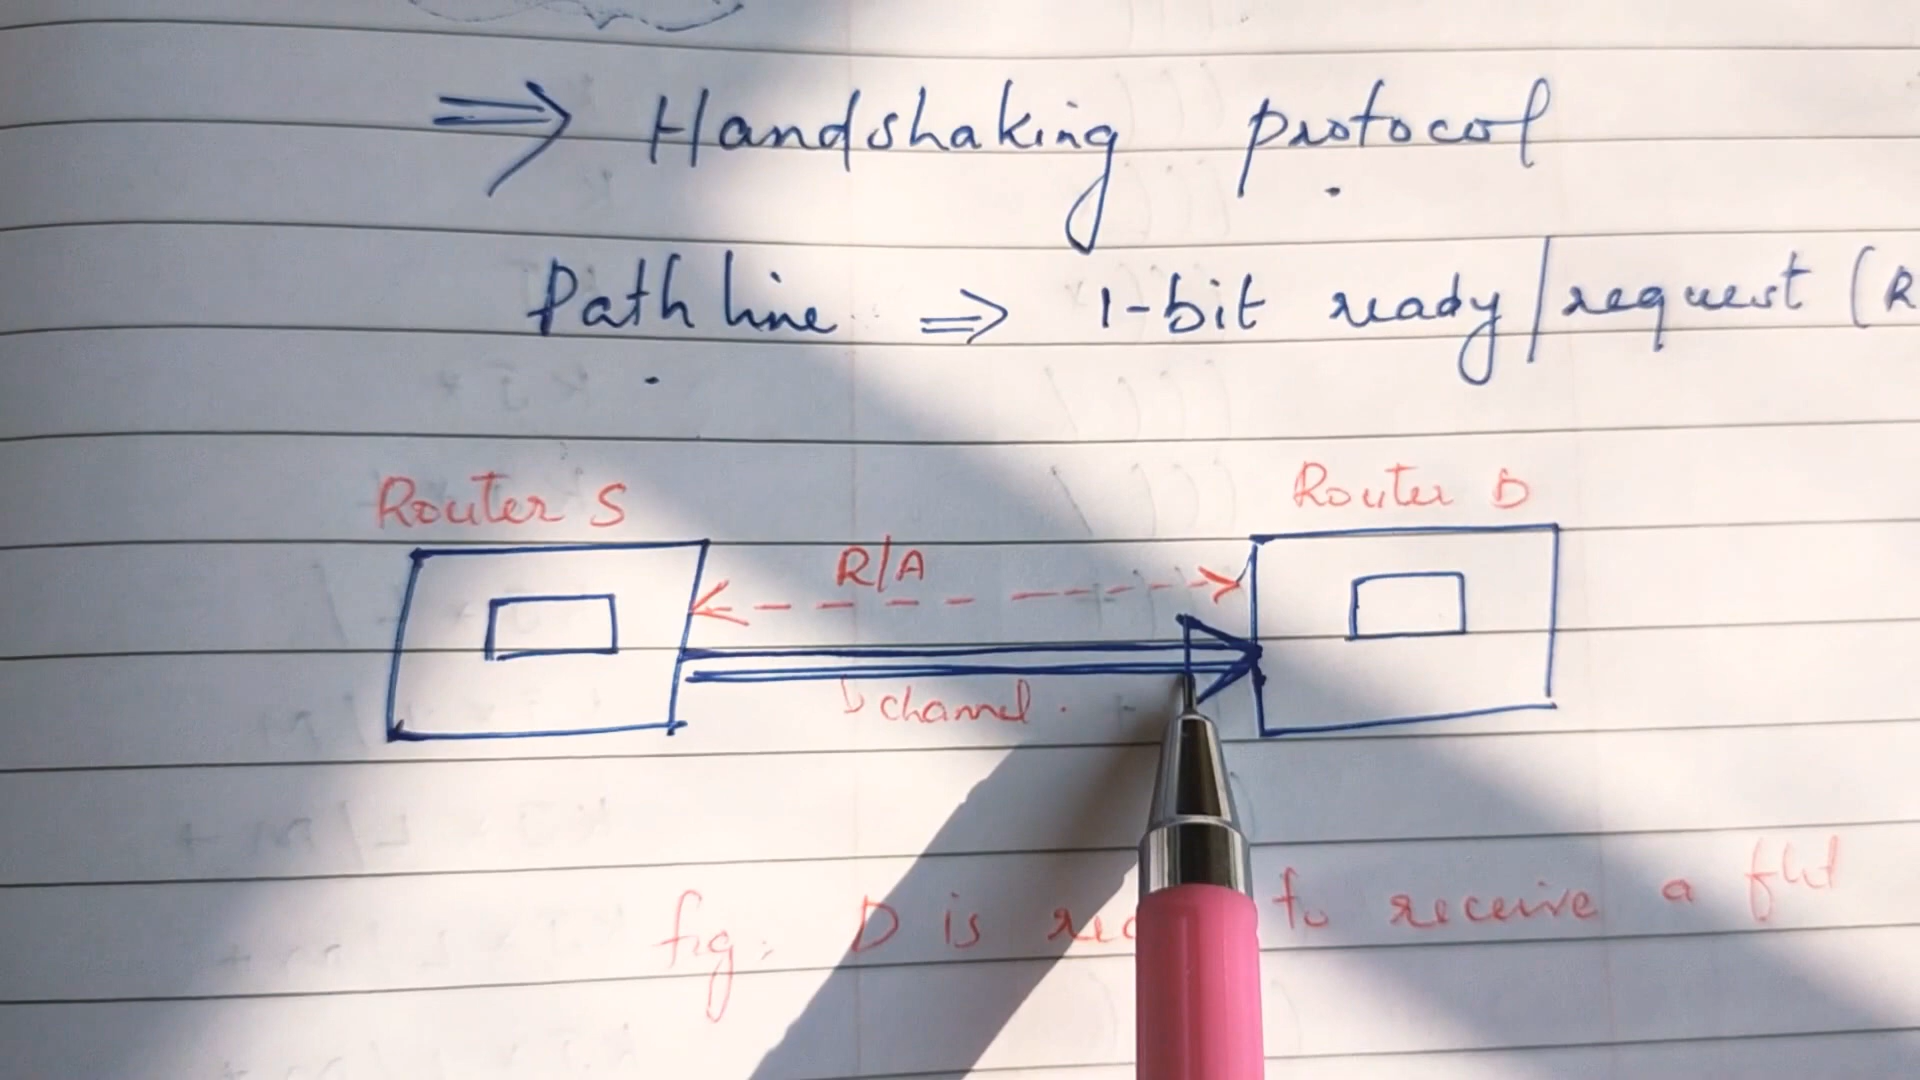 ⇒ Handshaking protocol
Path line ⇒ 1-bit ready/request (R
Router S
Router D
R/A
channel.
fig. D is to receive a flit